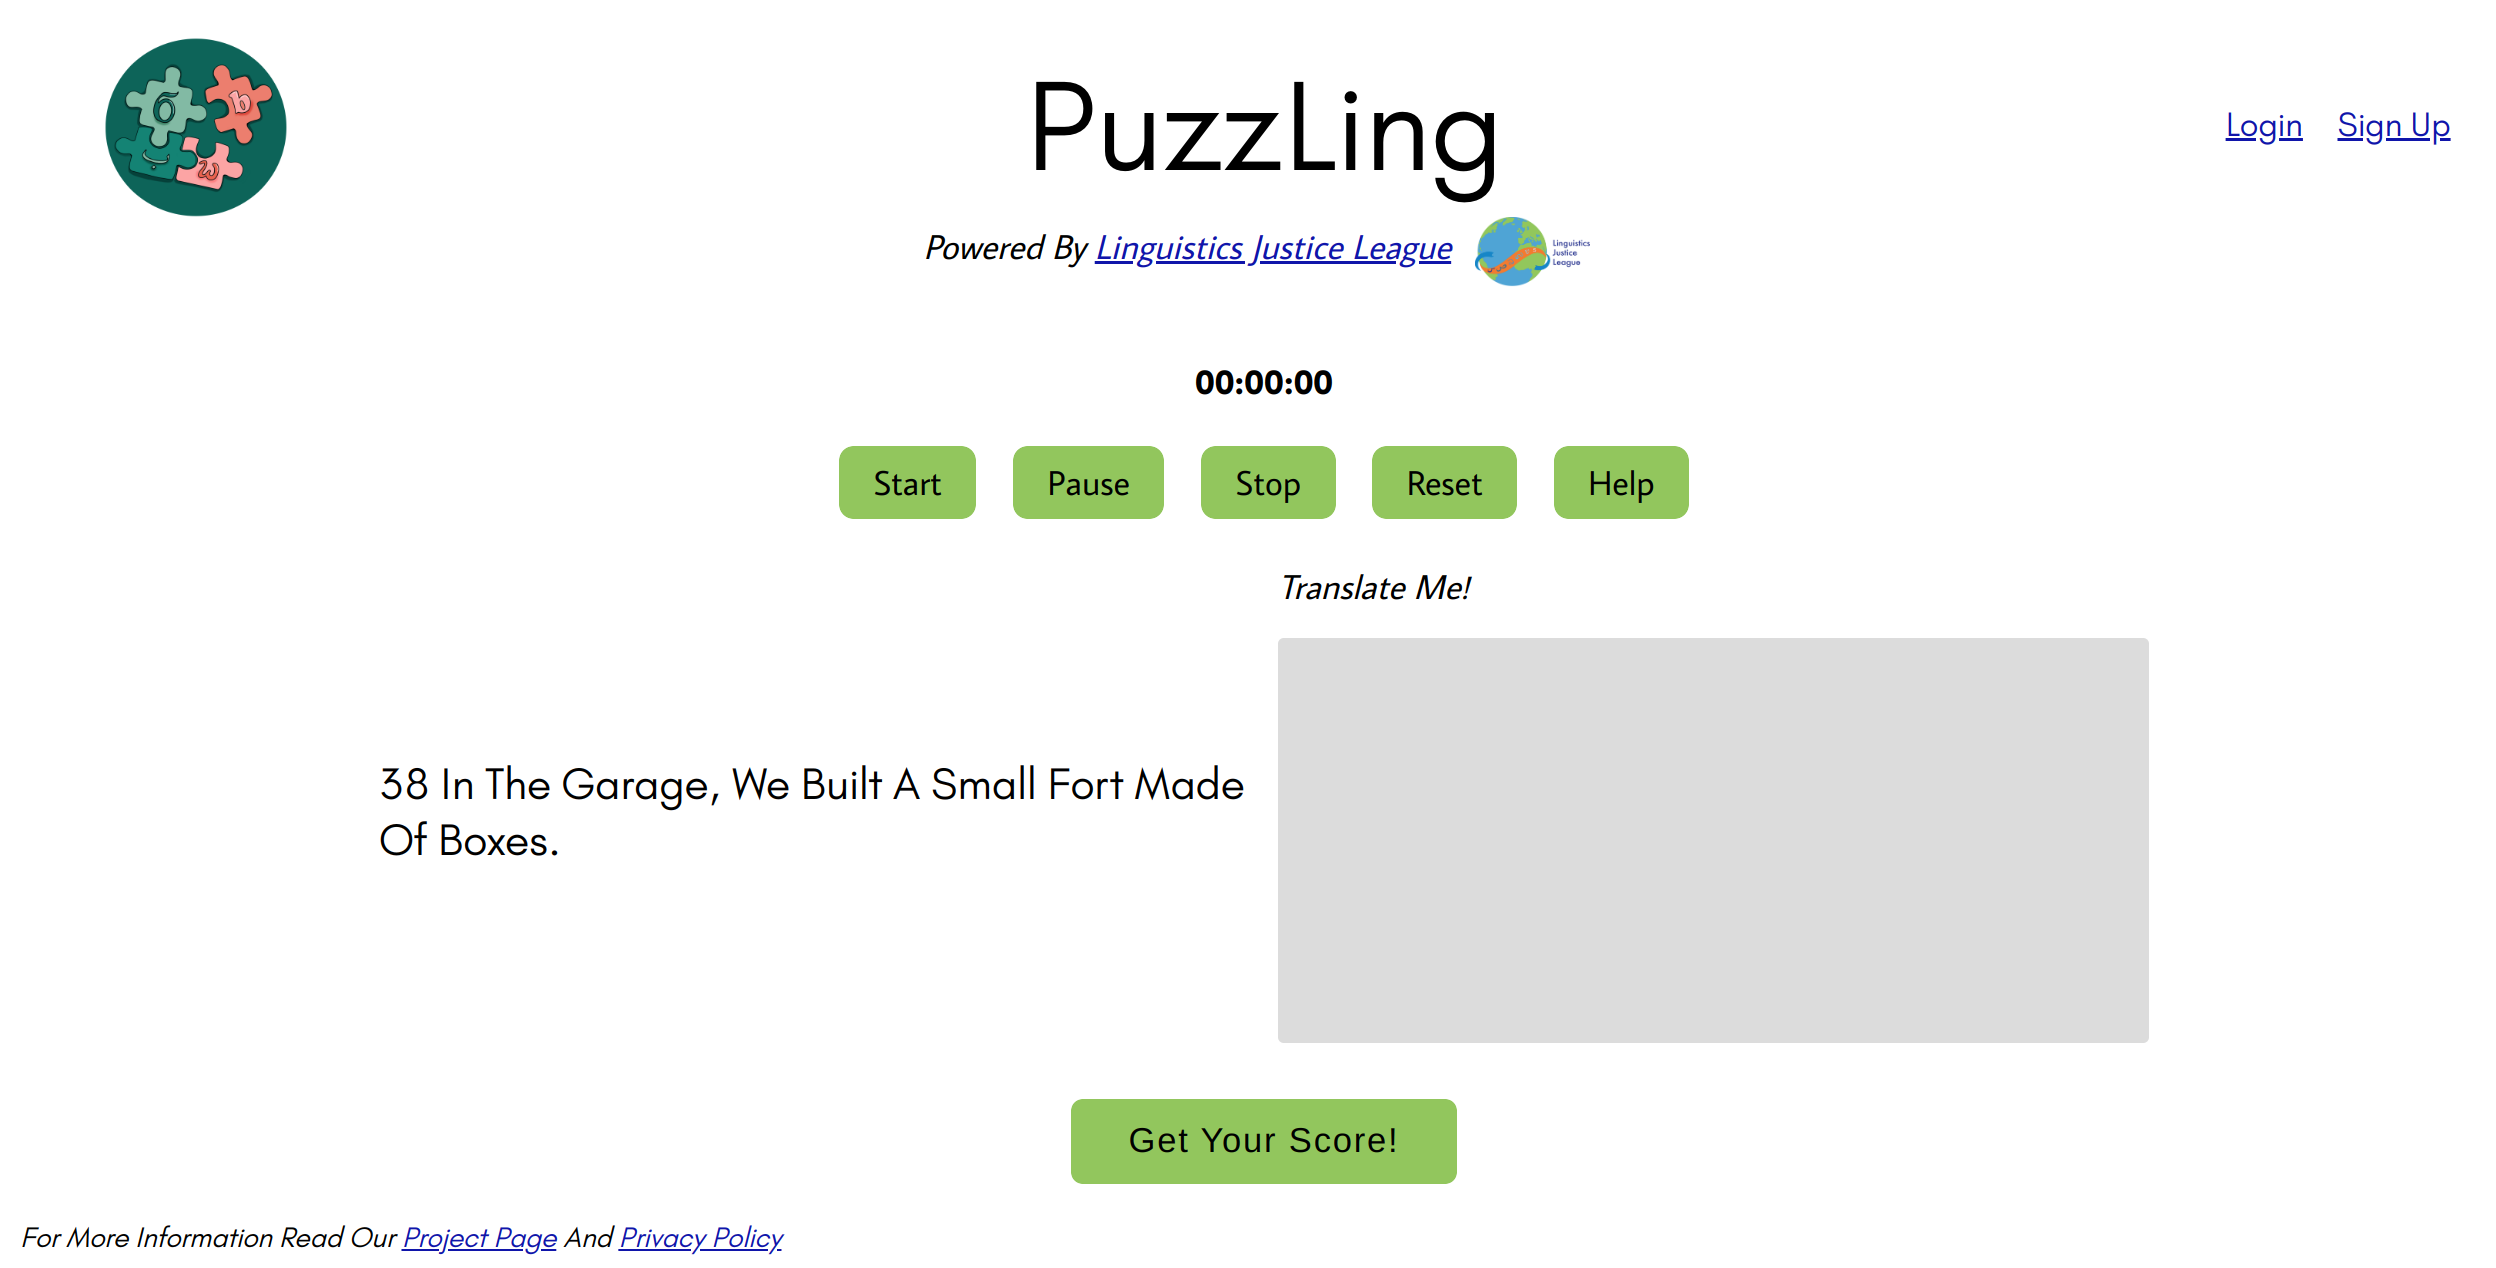 PuzzLing
Login Sign Up
Powered By Linguistics Justice League
Linguistics
Justice
League
00:00:00
Start Pause Stop Reset Help
Translate Me!
38 In The Garage, We Built A Small Fort Made
Of Boxes.
Get Your Score!
For More Information Read Our Project Page And Privacy Policy